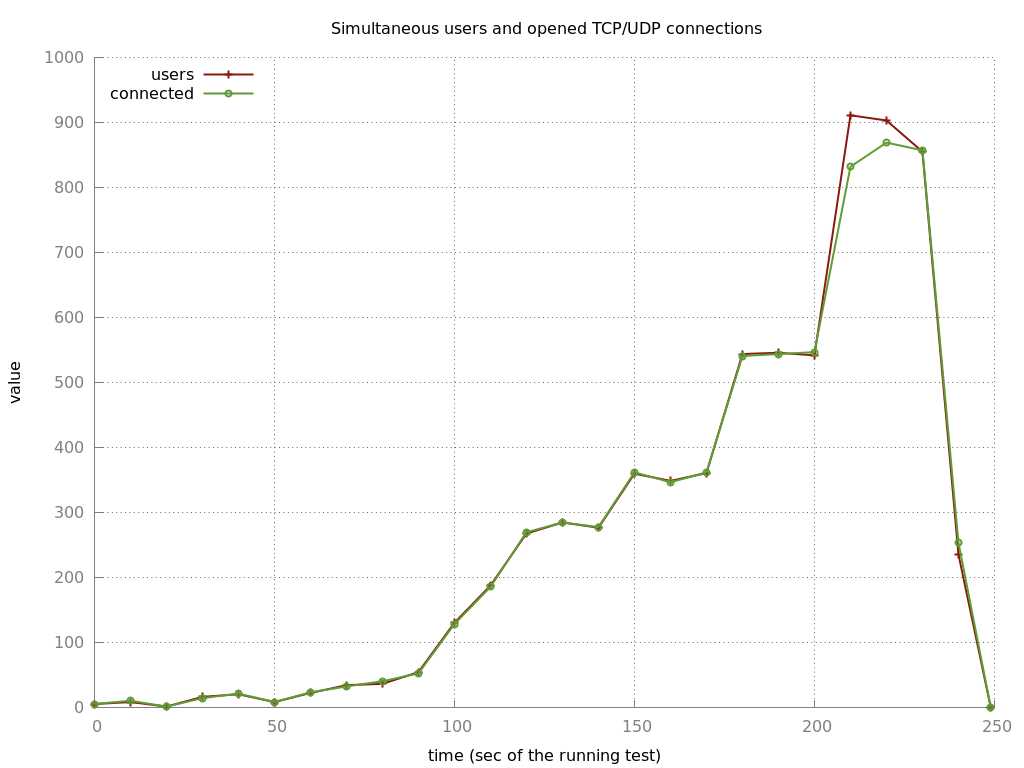 Simultaneous users and opened TCP/UDP connections
users
connected
1000
900
800
700
600
500
400
300
200
100
0
value
0 50 100 150 200 250
time (sec of the running test)